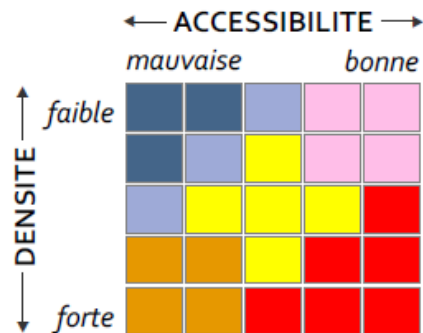 ACCESSIBILITE
mauvaise bonne
faible
DENSITE
forte